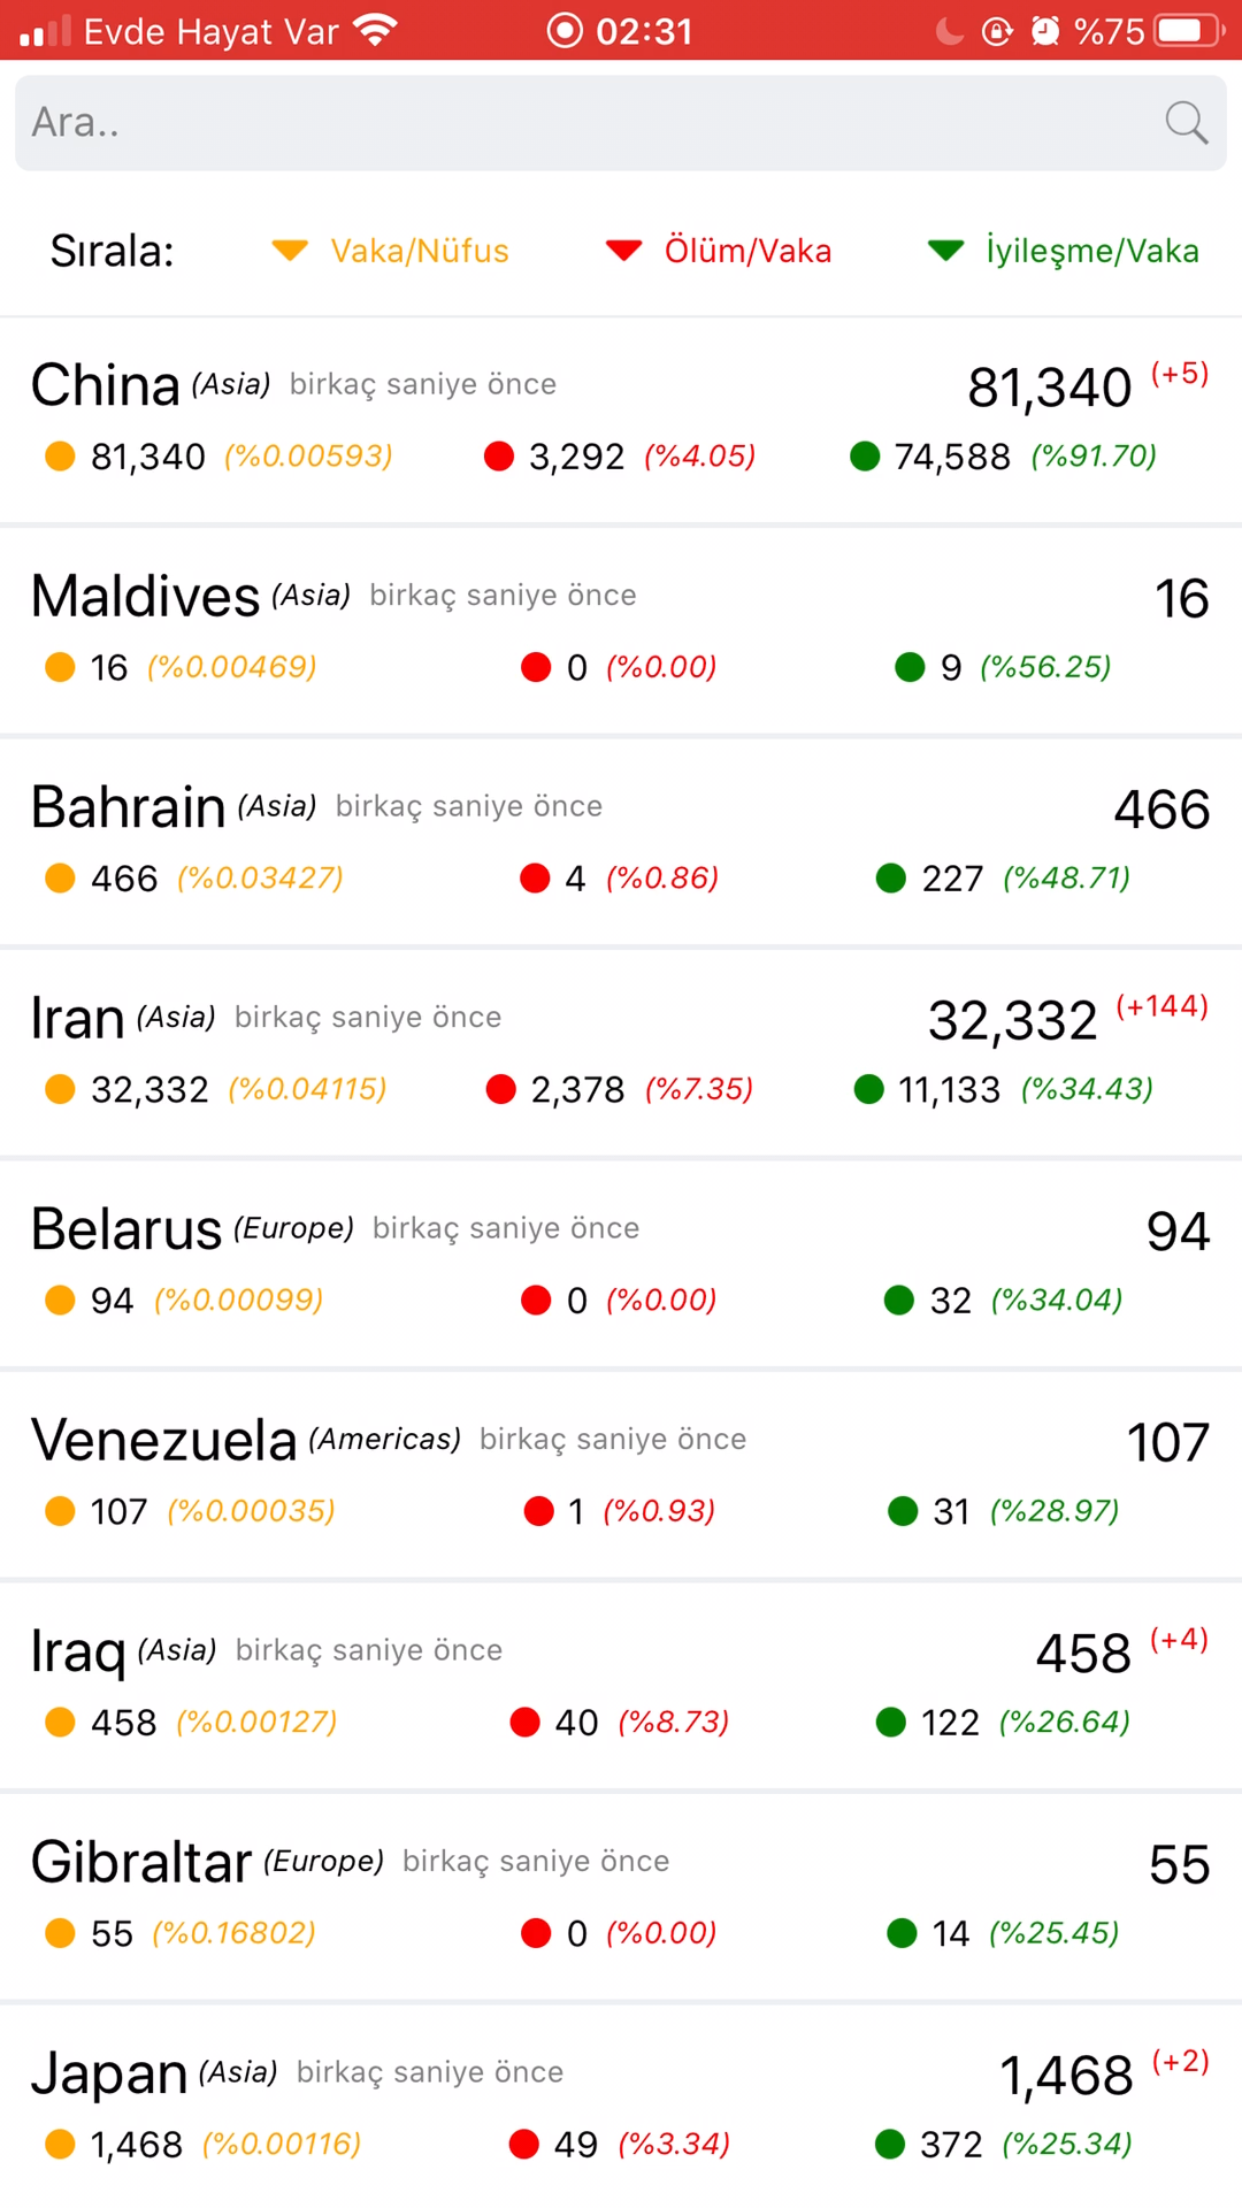 Evde Hayat Var 02:31 %75
Ara..
Sırala: Vaka/Nüfus Ölüm/Vaka İyileşme/Vaka
China (Asia) birkaç saniye önce 81,340 (+5)
81,340 (%0.00593) 3,292 (%4.05) 74,588 (%91.70)
Maldives (Asia) birkaç saniye önce 16
16 (%0.00469) 0 (%0.00) 9 (%56.25)
Bahrain (Asia) birkaç saniye önce 466
466 (%0.03427) 4 (%0.86) 227 (%48.71)
Iran (Asia) birkaç saniye önce 32,332 (+144)
32,332 (%0.04115) 2,378 (%7.35) 11,133 (%34.43)
Belarus (Europe) birkaç saniye önce 94
94 (%0.00099) 0 (%0.00) 32 (%34.04)
Venezuela (Americas) birkaç saniye önce 107
107 (%0.00035) 1 (%0.93) 31 (%28.97)
Iraq (Asia) birkaç saniye önce 458 (+4)
458 (%0.00127) 40 (%8.73) 122 (%26.64)
Gibraltar (Europe) birkaç saniye önce 55
55 (%0.16802) 0 (%0.00) 14 (%25.45)
Japan (Asia) birkaç saniye önce 1,468 (+2)
1,468 (%0.00116) 49 (%3.34) 372 (%25.34)